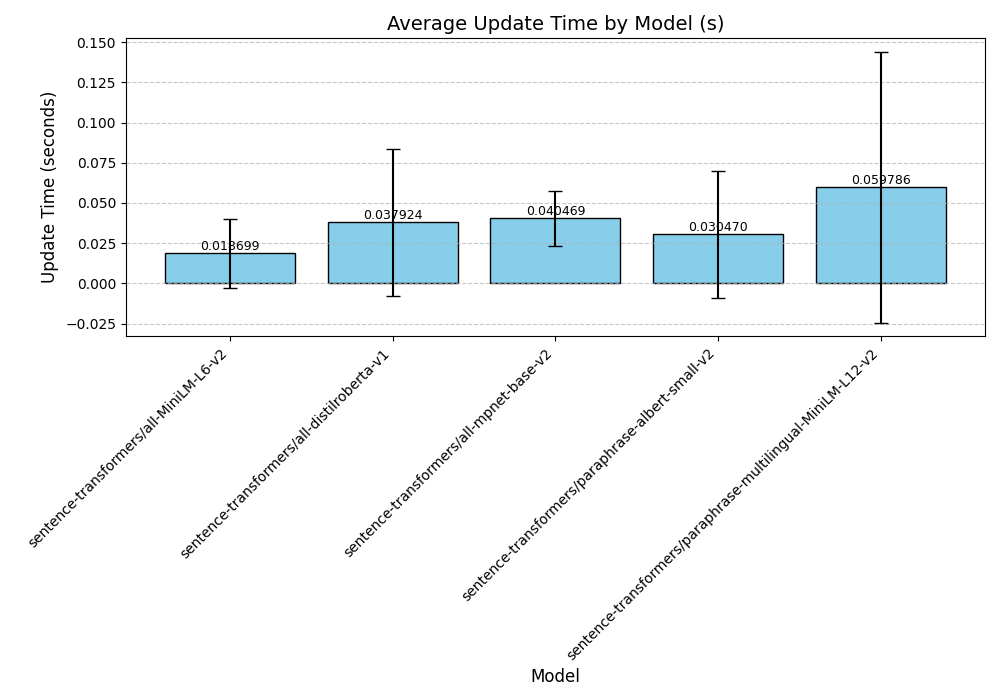 Average Update Time by Model (s)
Update Time (seconds)
0.150
0.125
0.100
0.075
0.050
0.025
0.000
−0.025
0.018699
0.037924
0.040469
0.030470
0.059786
sentence-transformers/all-MiniLM-L6-v2
sentence-transformers/all-distilroberta-v1
sentence-transformers/all-mpnet-base-v2
sentence-transformers/paraphrase-albert-small-v2
sentence-transformers/paraphrase-multilingual-MiniLM-L12-v2
Model